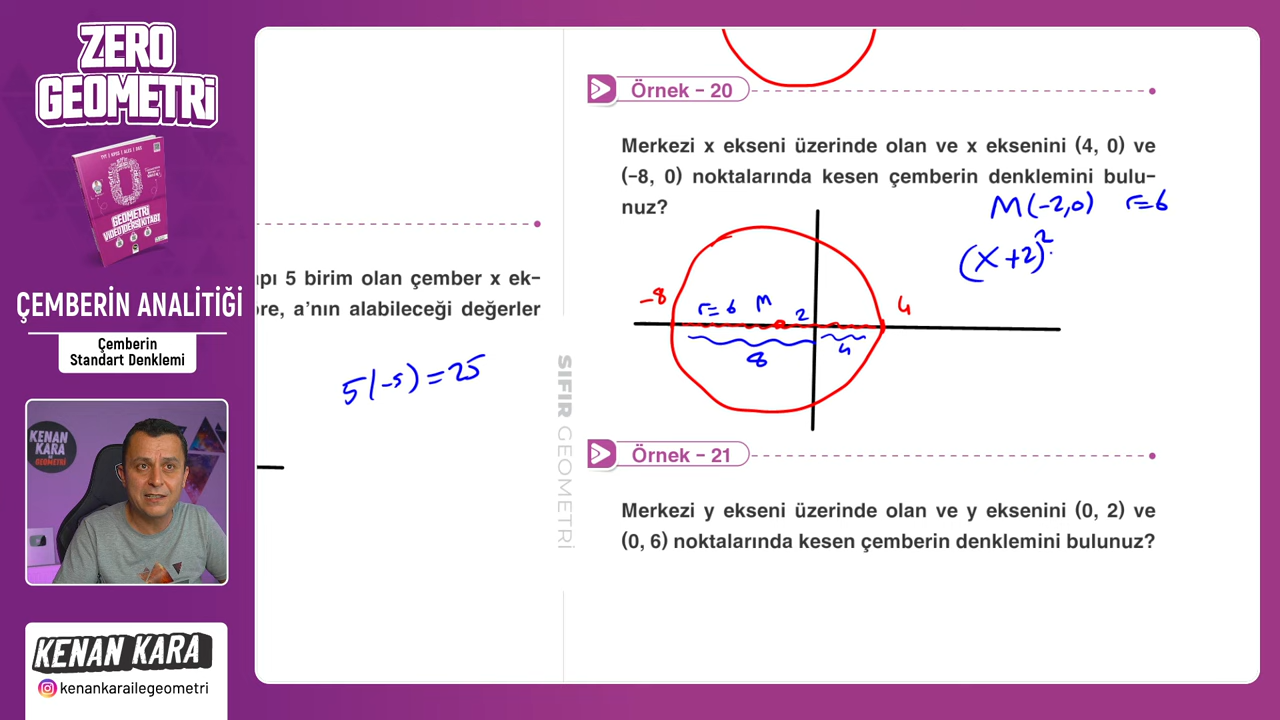 ZERO
GEOMETRİ
GEOMETRİ
VİDEO DERS KİTABI
ÇEMBERİN ANALİTİĞİ
Çemberin
Standart Denklemi
KENAN
KARA
GEOMETRİ
KENAN KARA
kenankarailegeometri
apı 5 birim olan çember x ek-
öre, a'nın alabileceği değerler
5(-5) = 25
SIFIR GEOMETRİ
Örnek - 20
Merkezi x ekseni üzerinde olan ve x eksenini (4, 0) ve
(-8, 0) noktalarında kesen çemberin denklemini bulu-
nuz?
M(-2,0) r=6
(x+2)²
-8 r=6 M 2 4
8 4
Örnek - 21
Merkezi y ekseni üzerinde olan ve y eksenini (0, 2) ve
(0, 6) noktalarında kesen çemberin denklemini bulunuz?